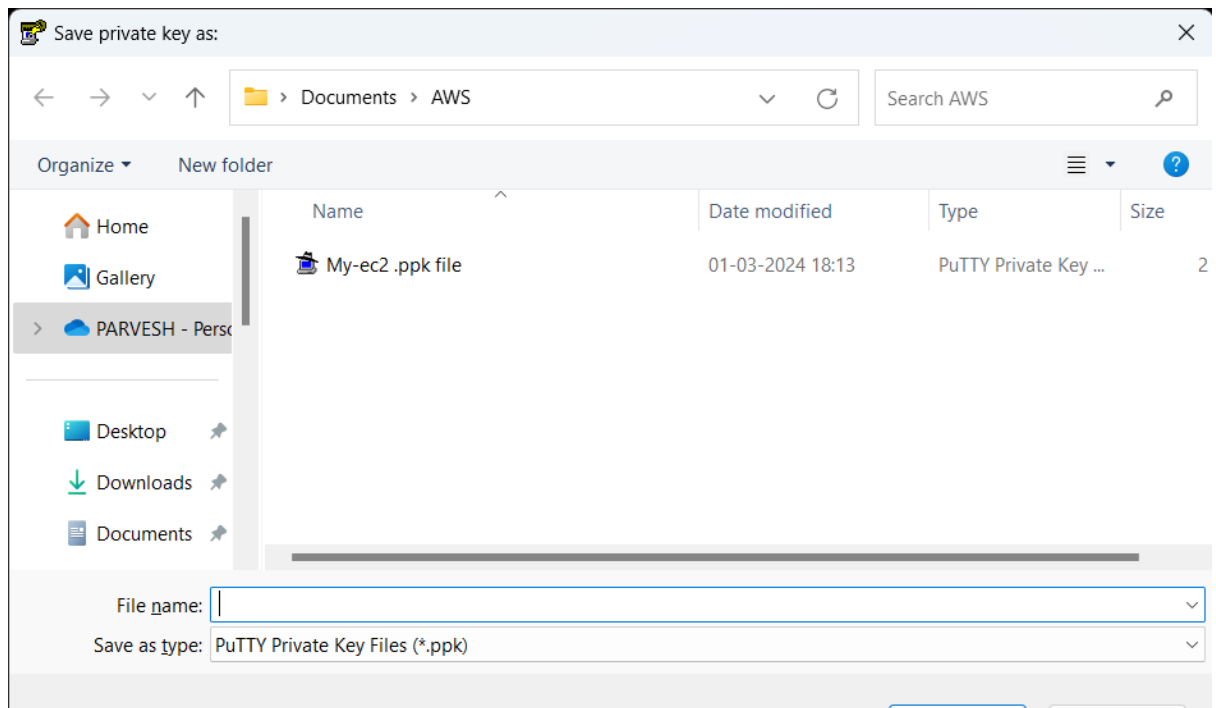 Save private key as:
Documents > AWS
Search AWS
Organize
New folder
Name
Date modified
Type
Size
Home
My-ec2 .ppk file
01-03-2024 18:13
PuTTY Private Key ...
2
Gallery
PARVESH - Perso
Desktop
Downloads
Documents
File name:
Save as type: PuTTY Private Key Files (*.ppk)